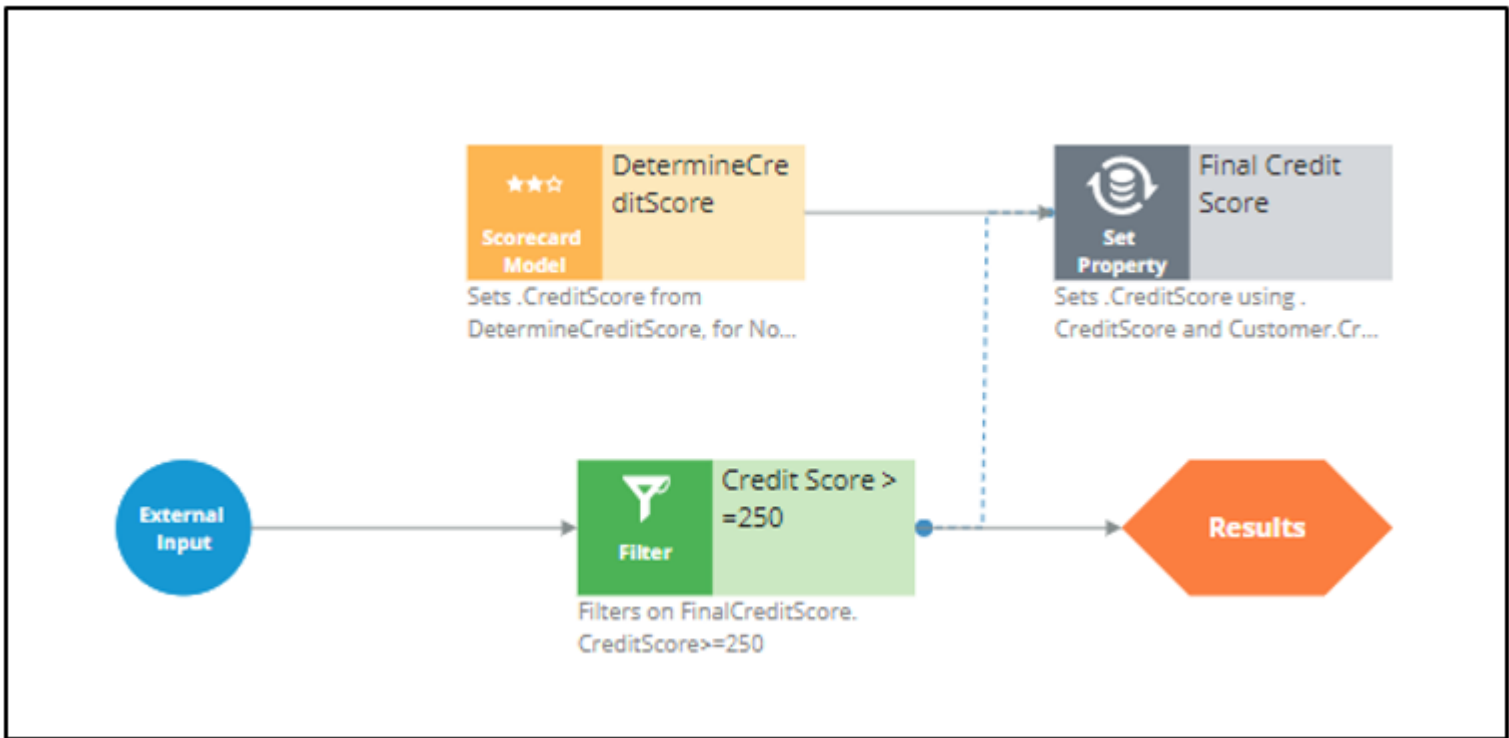 DetermineCre
ditScore
Scorecard
Model
Sets .CreditScore from
DetermineCreditScore, for No...
Final Credit
Score
Set
Property
Sets .CreditScore using .
CreditScore and Customer.Cr...
External
Input
Credit Score >
=250
Filter
Filters on FinalCreditScore.
CreditScore>=250
Results